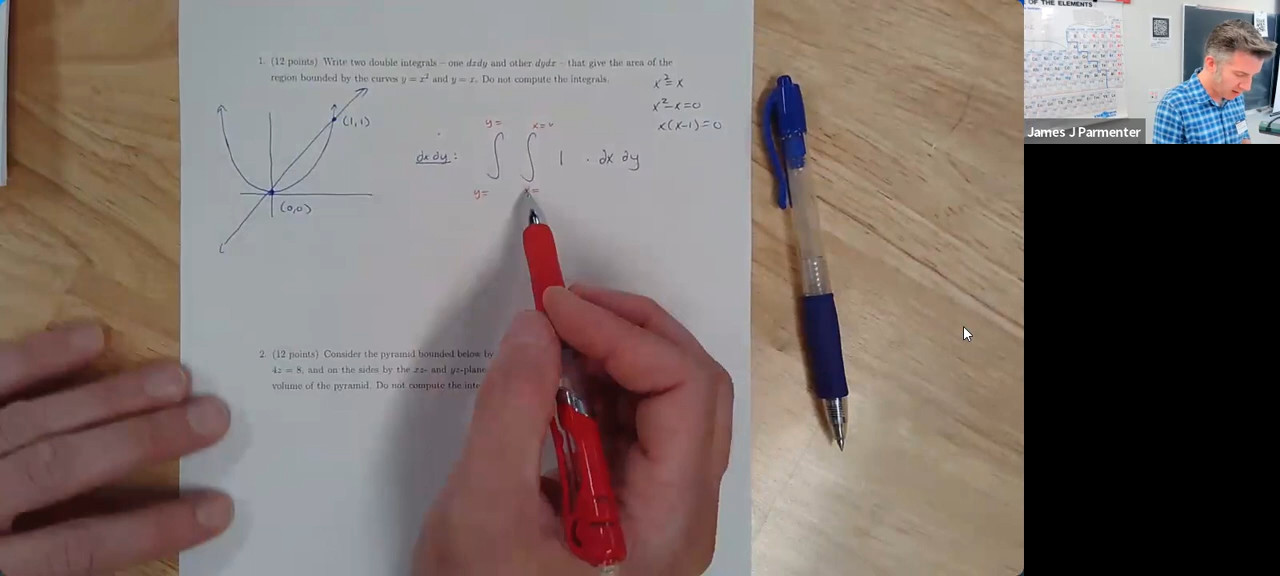 1. (12 points) Write two double integrals – one dxdy and other dydx – that give the area of the
region bounded by the curves y = x² and y = x. Do not compute the integrals.
x² = x
x² - x = 0
x(x-1) = 0
(1,1)
(0,0)
dx dy:
y=
x=
∫ ∫ 1 · dx dy
y=
x=
2. (12 points) Consider the pyramid bounded below by
4z = 8, and on the sides by the xz- and yz-plane
volume of the pyramid. Do not compute the inte
OF THE ELEMENTS
James J Parmenter